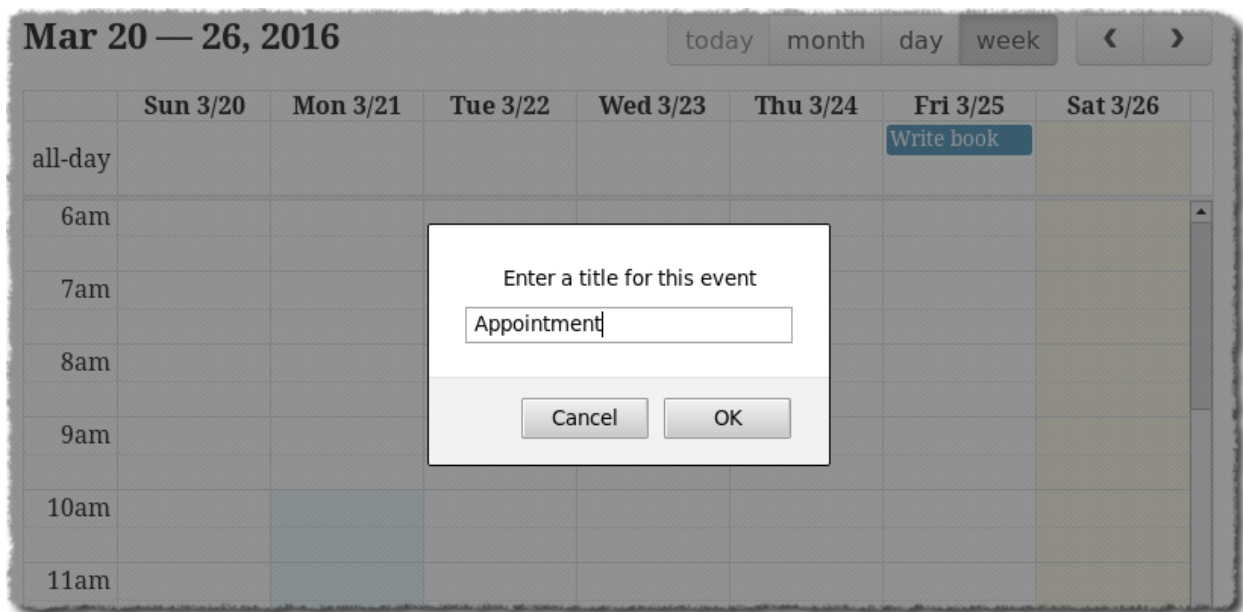 Mar 20 — 26, 2016
today month day week ‹ ›
Sun 3/20 Mon 3/21 Tue 3/22 Wed 3/23 Thu 3/24 Fri 3/25 Sat 3/26
all-day
Write book
6am
7am
8am
9am
10am
11am
Enter a title for this event
Appointment
Cancel OK